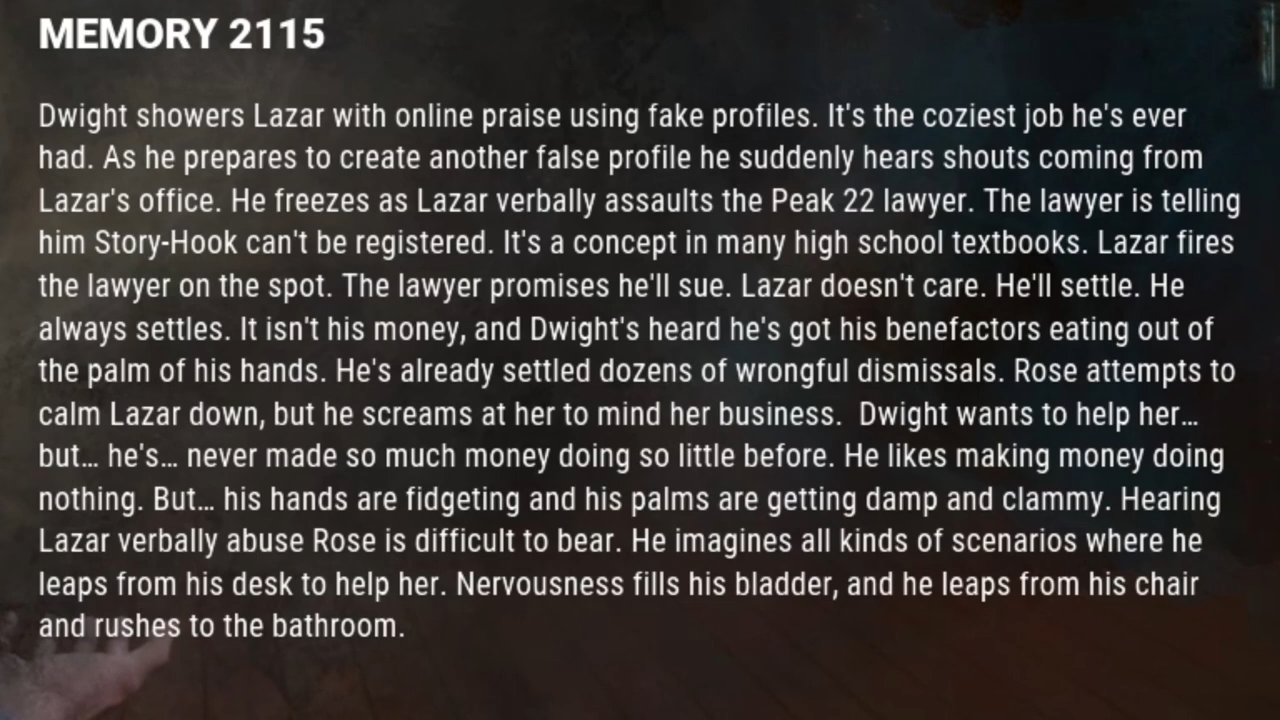 MEMORY 2115
Dwight showers Lazar with online praise using fake profiles. It's the coziest job he's ever
had. As he prepares to create another false profile he suddenly hears shouts coming from
Lazar's office. He freezes as Lazar verbally assaults the Peak 22 lawyer. The lawyer is telling
him Story-Hook can't be registered. It's a concept in many high school textbooks. Lazar fires
the lawyer on the spot. The lawyer promises he'll sue. Lazar doesn't care. He'll settle. He
always settles. It isn't his money, and Dwight's heard he's got his benefactors eating out of
the palm of his hands. He's already settled dozens of wrongful dismissals. Rose attempts to
calm Lazar down, but he screams at her to mind her business.  Dwight wants to help her…
but… he's… never made so much money doing so little before. He likes making money doing
nothing. But… his hands are fidgeting and his palms are getting damp and clammy. Hearing
Lazar verbally abuse Rose is difficult to bear. He imagines all kinds of scenarios where he
leaps from his desk to help her. Nervousness fills his bladder, and he leaps from his chair
and rushes to the bathroom.